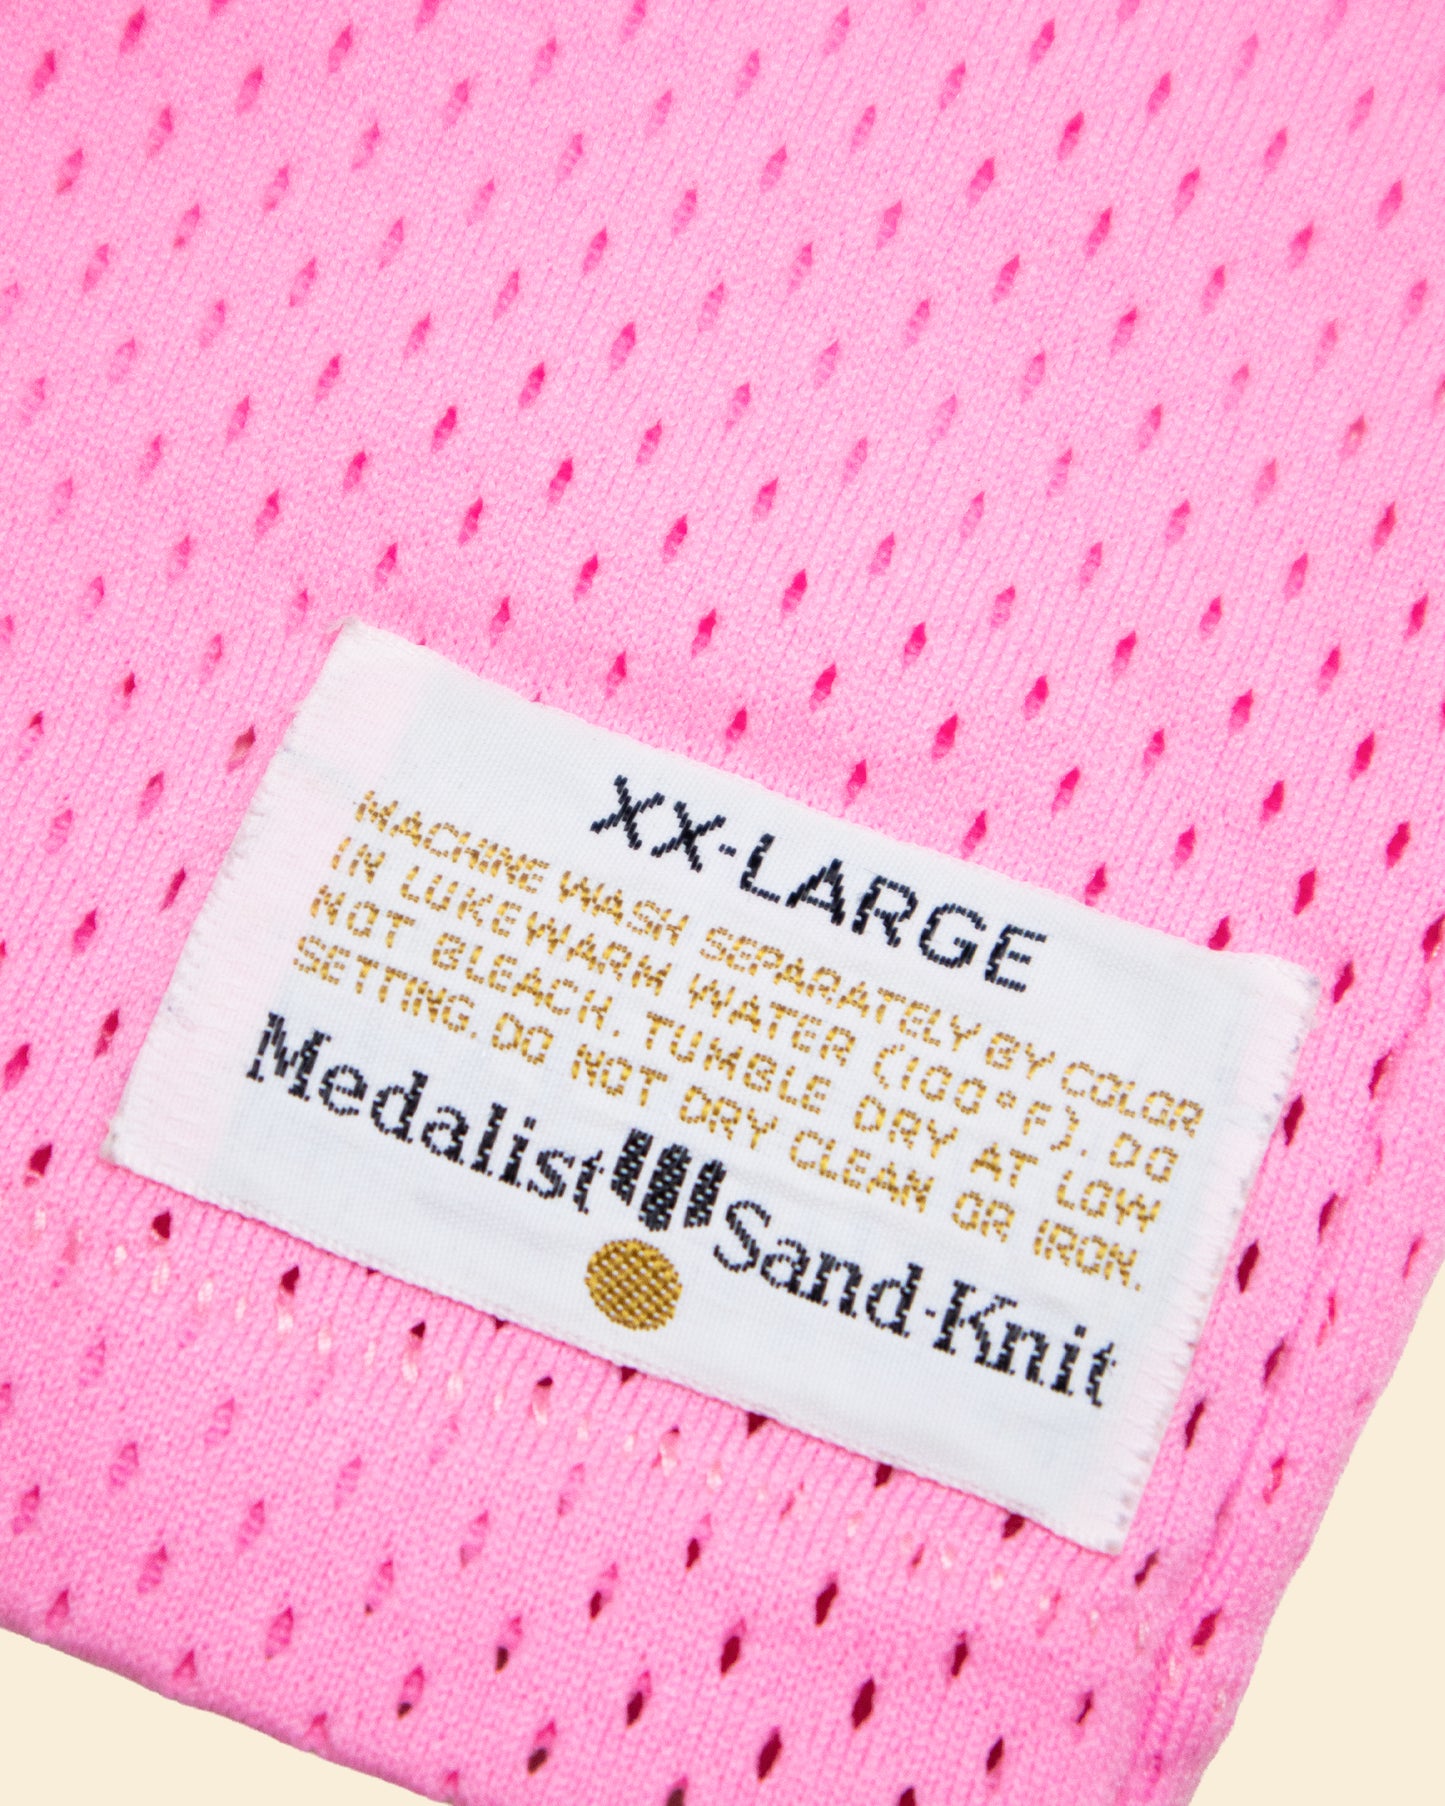 XX-LARGE
MACHINE WASH SEPARATELY BY COLOR
IN LUKEWARM WATER (100°F). DO
NOT BLEACH. TUMBLE DRY AT LOW
SETTING. DO NOT DRY CLEAN OR IRON.
Medalist Sand-Knit